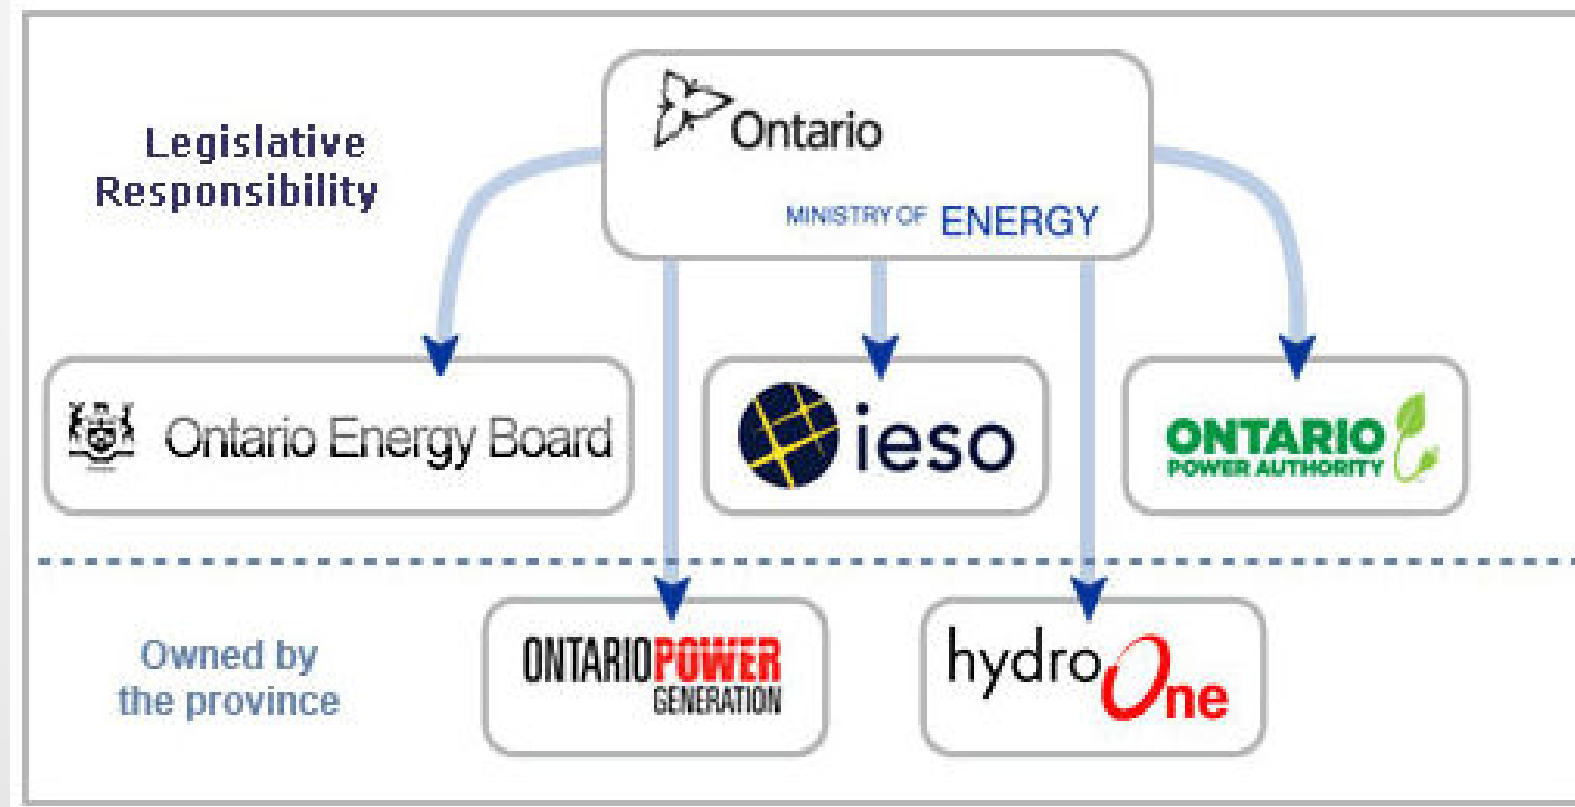 Legislative
Responsibility
Ontario
MINISTRY OF ENERGY
Ontario Energy Board
ieso
ONTARIO
POWER AUTHORITY
Owned by
the province
ONTARIOPOWER
GENERATION
hydroOne